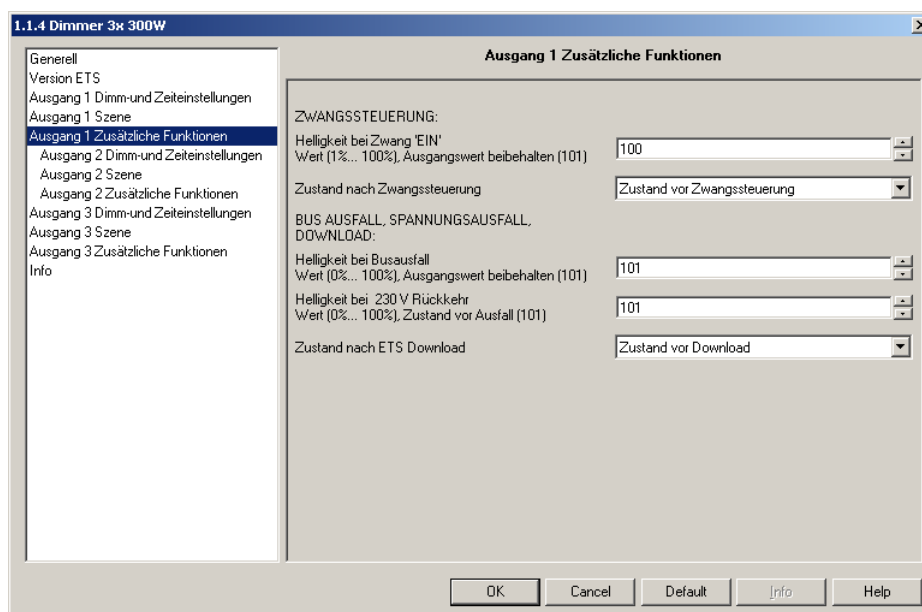 1.1.4 Dimmer 3x 300W
Generell
Version ETS
Ausgang 1 Dimm-und Zeiteinstellungen
Ausgang 1 Szene
Ausgang 1 Zusätzliche Funktionen
Ausgang 2 Dimm-und Zeiteinstellungen
Ausgang 2 Szene
Ausgang 2 Zusätzliche Funktionen
Ausgang 3 Dimm-und Zeiteinstellungen
Ausgang 3 Szene
Ausgang 3 Zusätzliche Funktionen
Info
Ausgang 1 Zusätzliche Funktionen
ZWANGSSTEUERUNG:
Helligkeit bei Zwang 'EIN'
Wert (1%... 100%), Ausgangswert beibehalten (101)
100
Zustand nach Zwangssteuerung
Zustand vor Zwangssteuerung
BUS AUSFALL, SPANNUNGSAUSFALL,
DOWNLOAD:
Helligkeit bei Busausfall
Wert (0%... 100%), Ausgangswert beibehalten (101)
101
Helligkeit bei 230 V Rückkehr
Wert (0%... 100%), Zustand vor Ausfall (101)
101
Zustand nach ETS Download
Zustand vor Download
OK
Cancel
Default
Info
Help